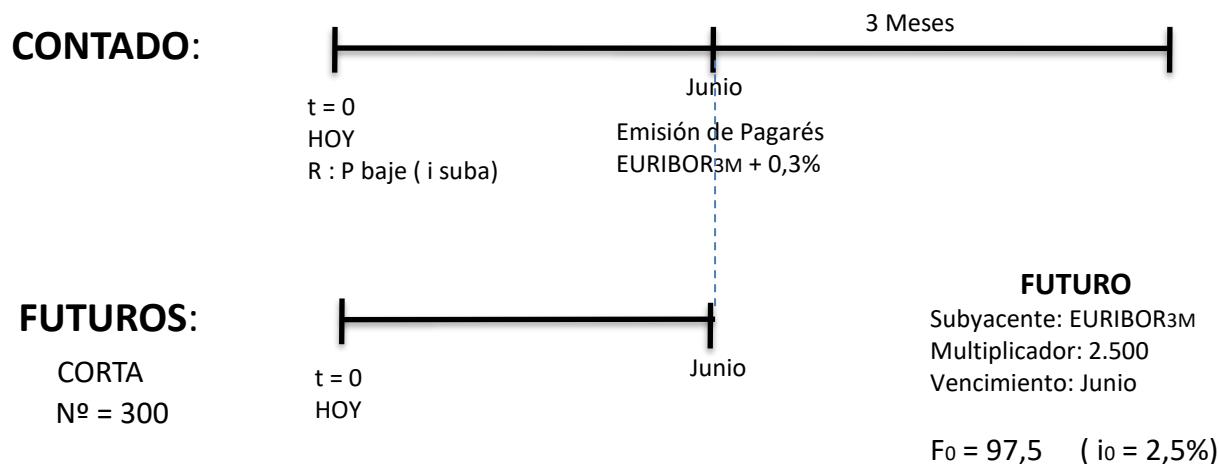 CONTADO:
3 Meses
Junio
t = 0
HOY
R : P baje ( i suba)
Emisión de Pagarés
EURIBOR3M + 0,3%
FUTUROS:
CORTA
Nº = 300
t = 0
HOY
Junio
FUTURO
Subyacente: EURIBOR3M
Multiplicador: 2.500
Vencimiento: Junio
F0 = 97,5 ( i0 = 2,5%)